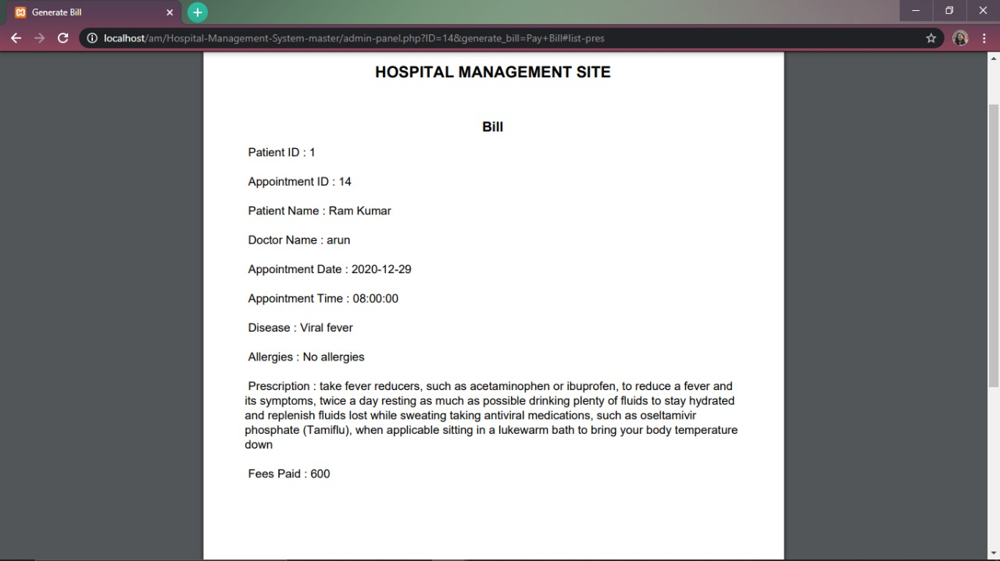 Generate Bill
localhost/am/Hospital-Management-System-master/admin-panel.php?ID=14&generate_bill=Pay+Bill#list-pres
HOSPITAL MANAGEMENT SITE
Bill
Patient ID : 1
Appointment ID : 14
Patient Name : Ram Kumar
Doctor Name : arun
Appointment Date : 2020-12-29
Appointment Time : 08:00:00
Disease : Viral fever
Allergies : No allergies
Prescription : take fever reducers, such as acetaminophen or ibuprofen, to reduce a fever and
its symptoms, twice a day resting as much as possible drinking plenty of fluids to stay hydrated
and replenish fluids lost while sweating taking antiviral medications, such as oseltamivir
phosphate (Tamiflu), when applicable sitting in a lukewarm bath to bring your body temperature
down
Fees Paid : 600